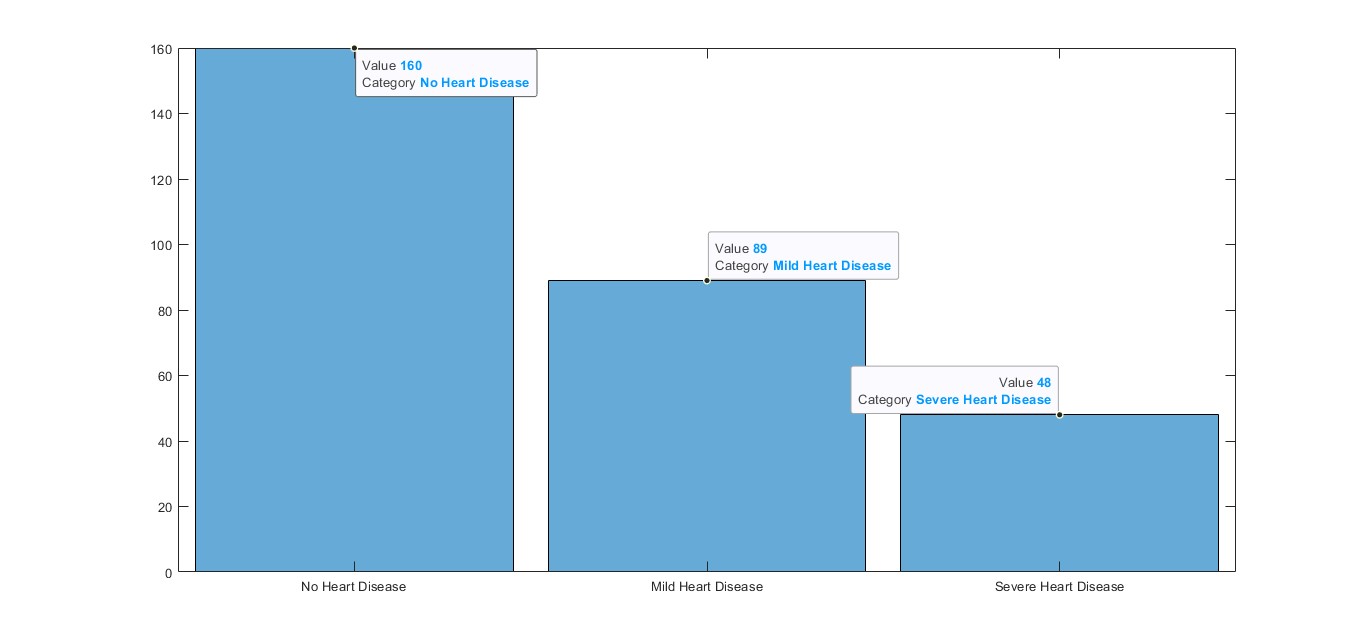 160
140
120
100
80
60
40
20
0
Value 160
Category No Heart Disease
Value 89
Category Mild Heart Disease
Value 48
Category Severe Heart Disease
No Heart Disease
Mild Heart Disease
Severe Heart Disease